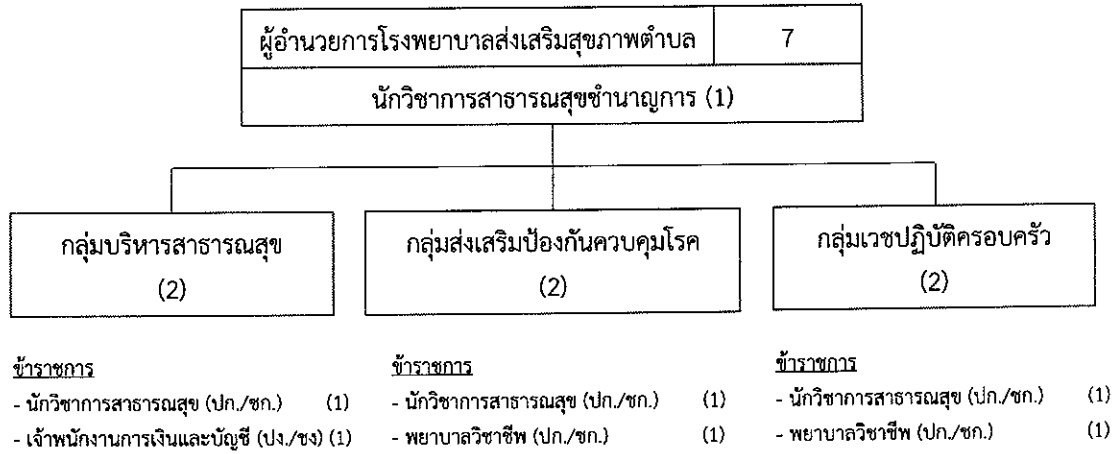 ผู้อำนวยการโรงพยาบาลส่งเสริมสุขภาพตำบล 7
นักวิชาการสาธารณสุขชำนาญการ (1)
กลุ่มบริหารสาธารณสุข
(2)
กลุ่มส่งเสริมป้องกันควบคุมโรค
(2)
กลุ่มเวชปฏิบัติครอบครัว
(2)
ข้าราชการ
- นักวิชาการสาธารณสุข (ปก./ชก.) (1)
- เจ้าพนักงานการเงินและบัญชี (ปง./ชง) (1)
ข้าราชการ
- นักวิชาการสาธารณสุข (ปก./ชก.) (1)
- พยาบาลวิชาชีพ (ปก./ชก.) (1)
ข้าราชการ
- นักวิชาการสาธารณสุข (ปก./ชก.) (1)
- พยาบาลวิชาชีพ (ปก./ชก.) (1)